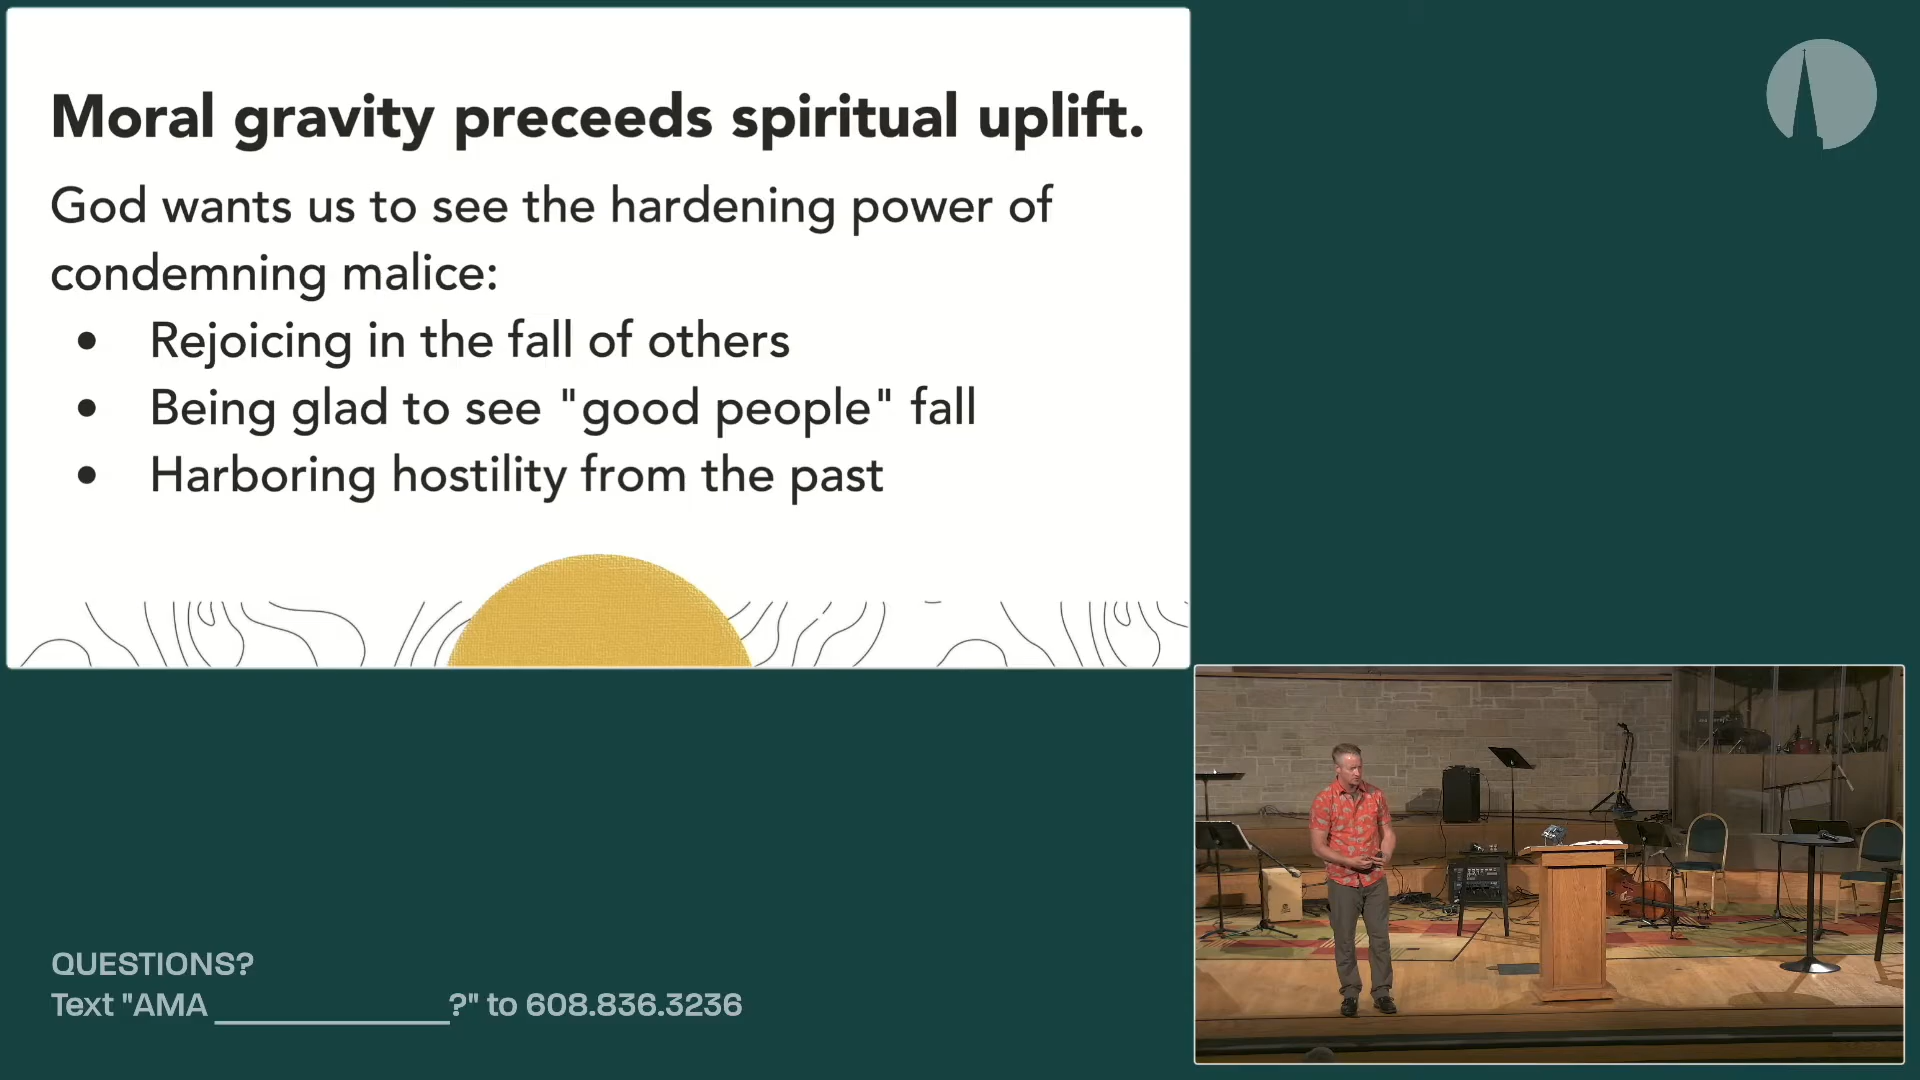 Moral gravity preceeds spiritual uplift.
God wants us to see the hardening power of
condemning malice:
• Rejoicing in the fall of others
• Being glad to see "good people" fall
• Harboring hostility from the past
QUESTIONS?
Text "AMA ______________?" to 608.836.3236